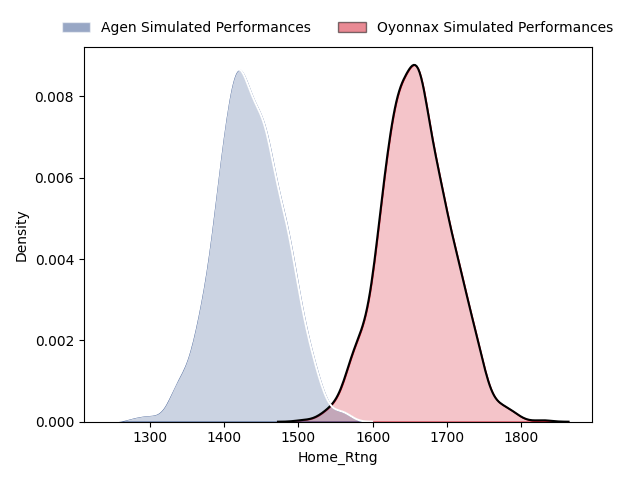 Agen Simulated Performances Oyonnax Simulated Performances
0.008
0.006
0.004
0.002
0.000
Density
1300 1400 1500 1600 1700 1800
Home_Rtng